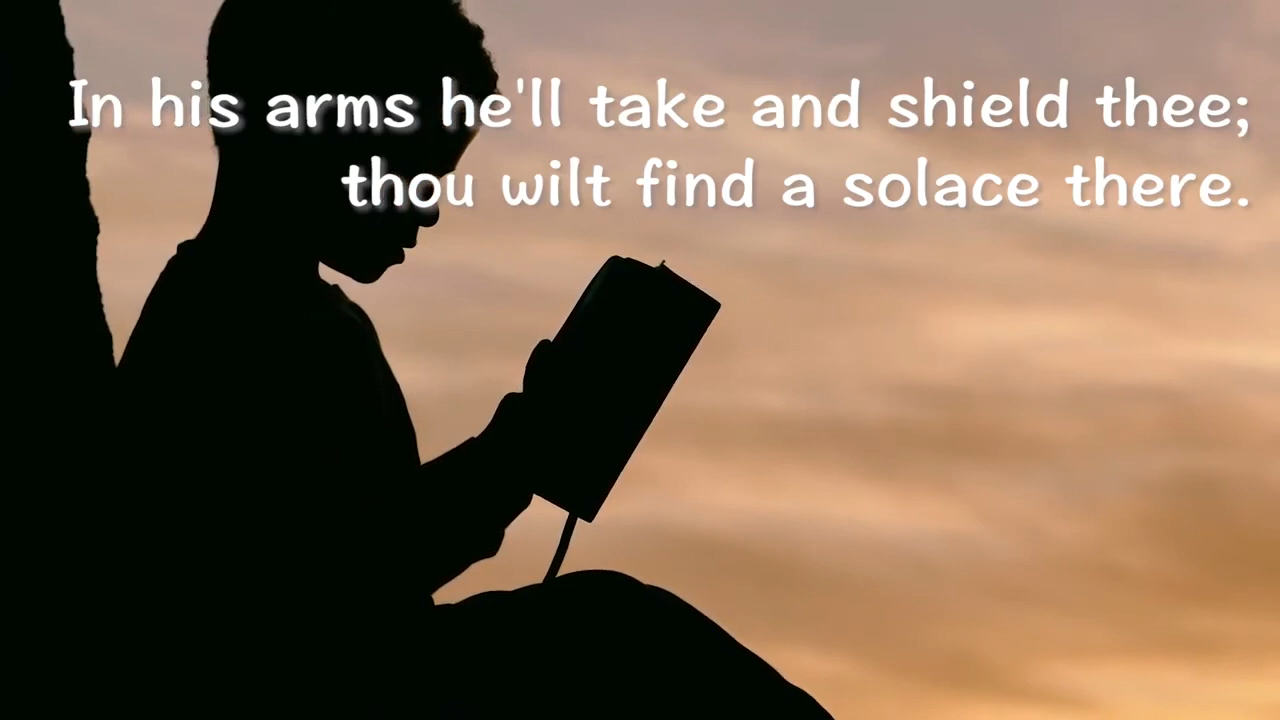 In his arms he'll take and shield thee;
thou wilt find a solace there.